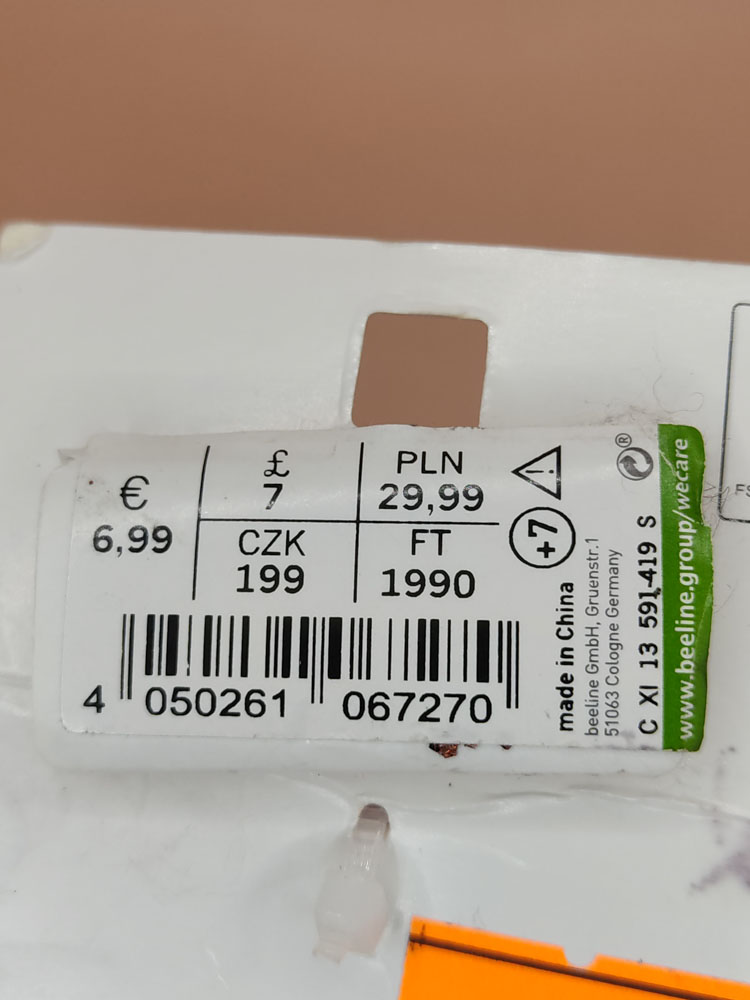 €
6,99
£
7
PLN
29,99
CZK
199
FT
1990
4 050261 067270
+7
made in China
beeline GmbH, Gruenstr.1
51063 Cologne Germany
C XI 13 591-419 S
®
www.beeline.group/wecare
FS